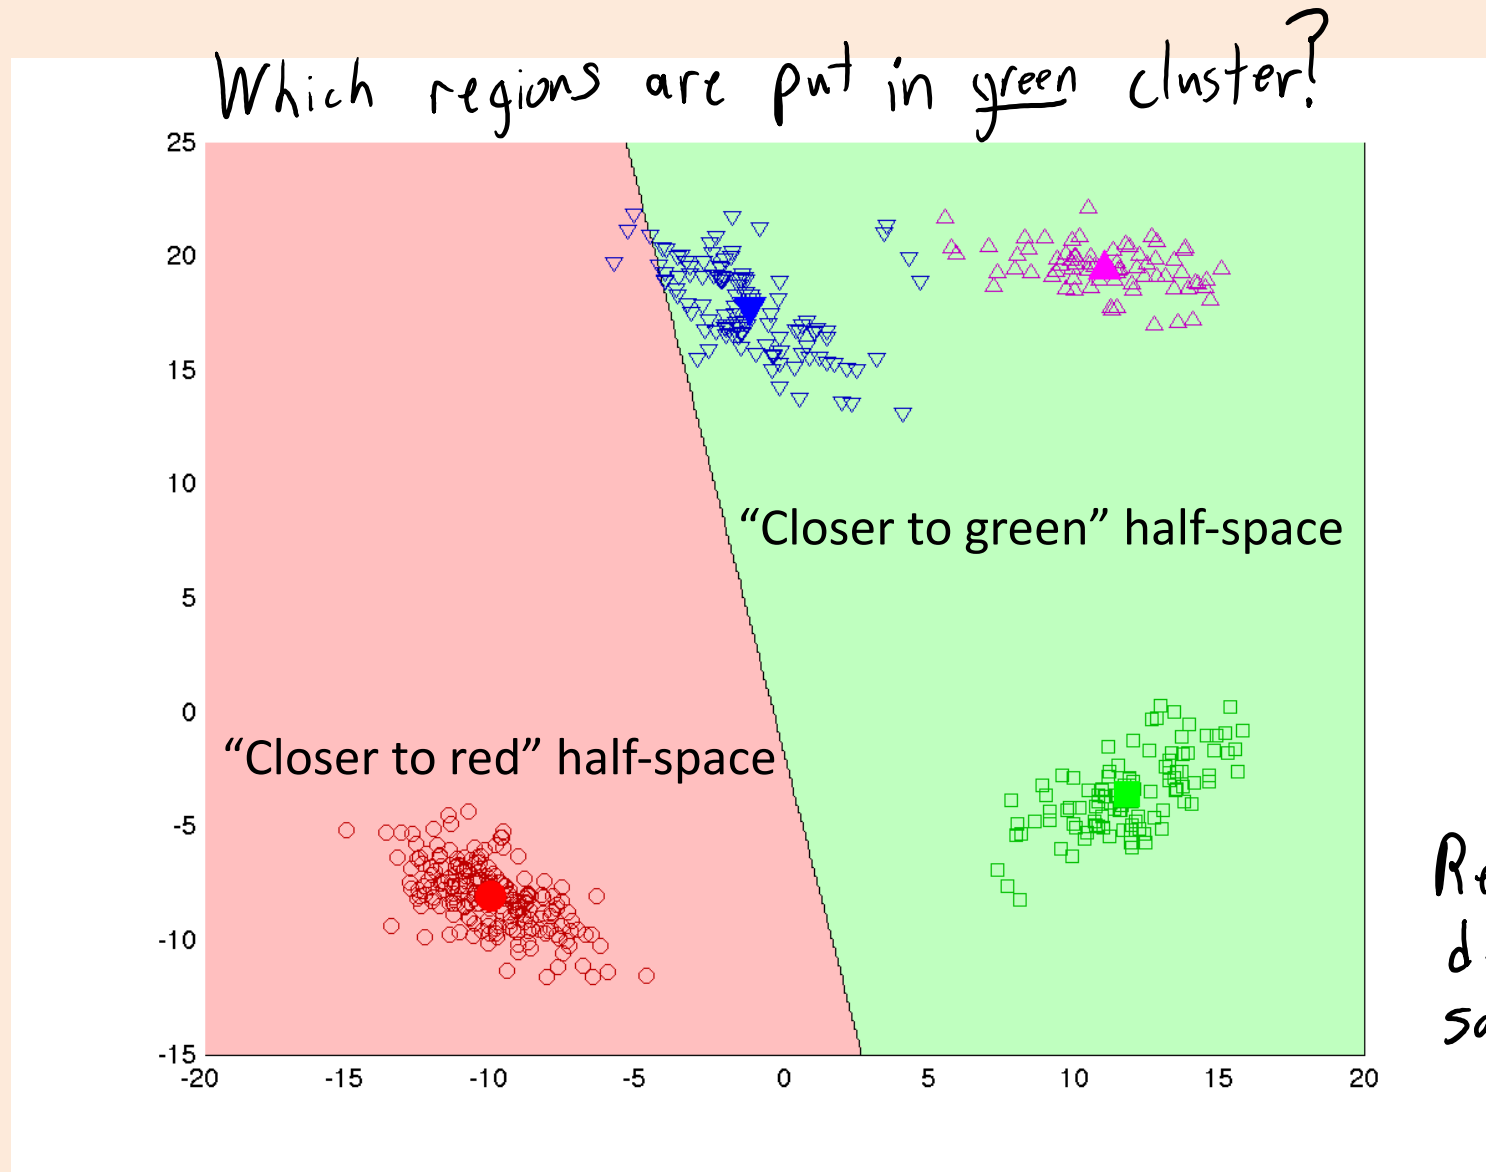 Which regions are put in green cluster?
25
20
15
10
5
0
-5
-10
-15
-20 -15 -10 -5 0 5 10 15 20
“Closer to green” half-space
“Closer to red” half-space